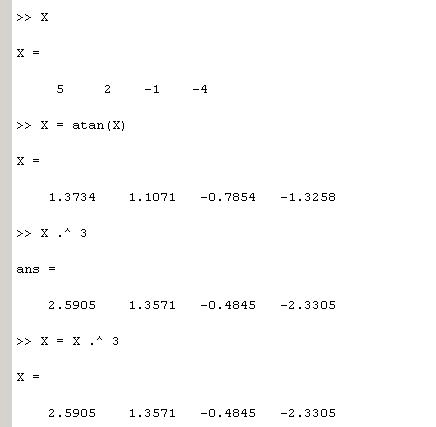 >> X
X =
5 2 -1 -4
>> X = atan(X)
X =
1.3734 1.1071 -0.7854 -1.3258
>> X .^ 3
ans =
2.5905 1.3571 -0.4845 -2.3305
>> X = X .^ 3
X =
2.5905 1.3571 -0.4845 -2.3305